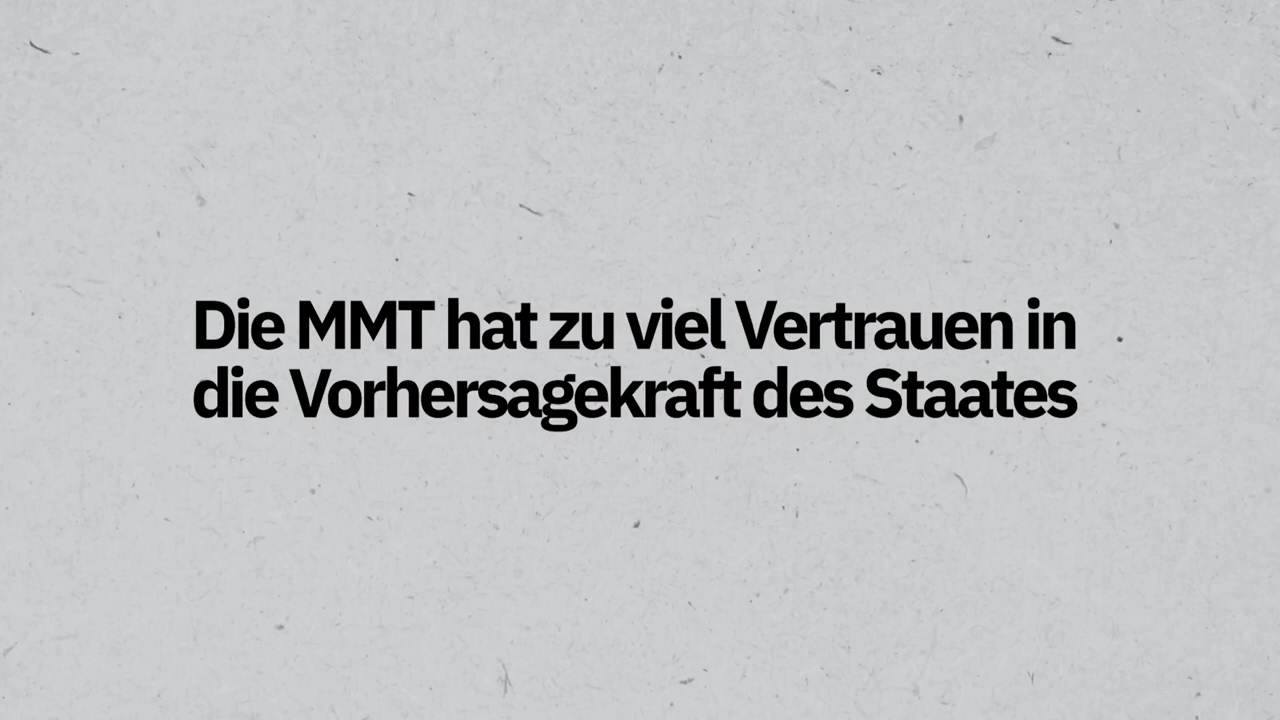 Die MMT hat zu viel Vertrauen in
die Vorhersagekraft des Staates